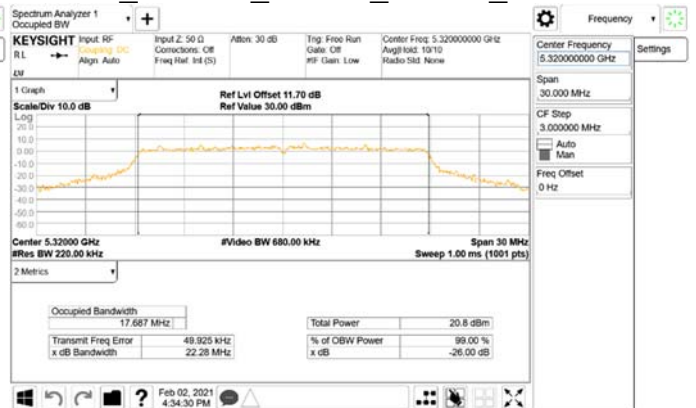 Spectrum Analyzer 1
Occupied BW
+
Frequency
KEYSIGHT
Input: RF
Input Z: 50 Ω
Atten: 30 dB
Trig: Free Run
Center Freq: 5.320000000 GHz
RL
Coupling: DC
Corrections: Off
Gate: Off
Avg|Hold: 10/10
Align: Auto
Freq Ref: Int (S)
#IF Gain: Low
Radio Std: None
Center Frequency
5.320000000 GHz
Settings
Span
30.000 MHz
CF Step
3.000000 MHz
Auto
Man
Freq Offset
0 Hz
1 Graph
Ref Lvl Offset 11.70 dB
Scale/Div 10.0 dB
Ref Value 30.00 dBm
Log
20.0
10.0
0.00
-10.0
-20.0
-30.0
-40.0
-50.0
-60.0
Center 5.32000 GHz
#Video BW 680.00 kHz
Span 30 MHz
#Res BW 220.00 kHz
Sweep 1.00 ms (1001 pts)
2 Metrics
Occupied Bandwidth
17.687 MHz
Total Power
20.8 dBm
Transmit Freq Error
49.925 kHz
% of OBW Power
99.00 %
x dB Bandwidth
22.28 MHz
x dB
-26.00 dB
?
Feb 02, 2021
4:34:30 PM